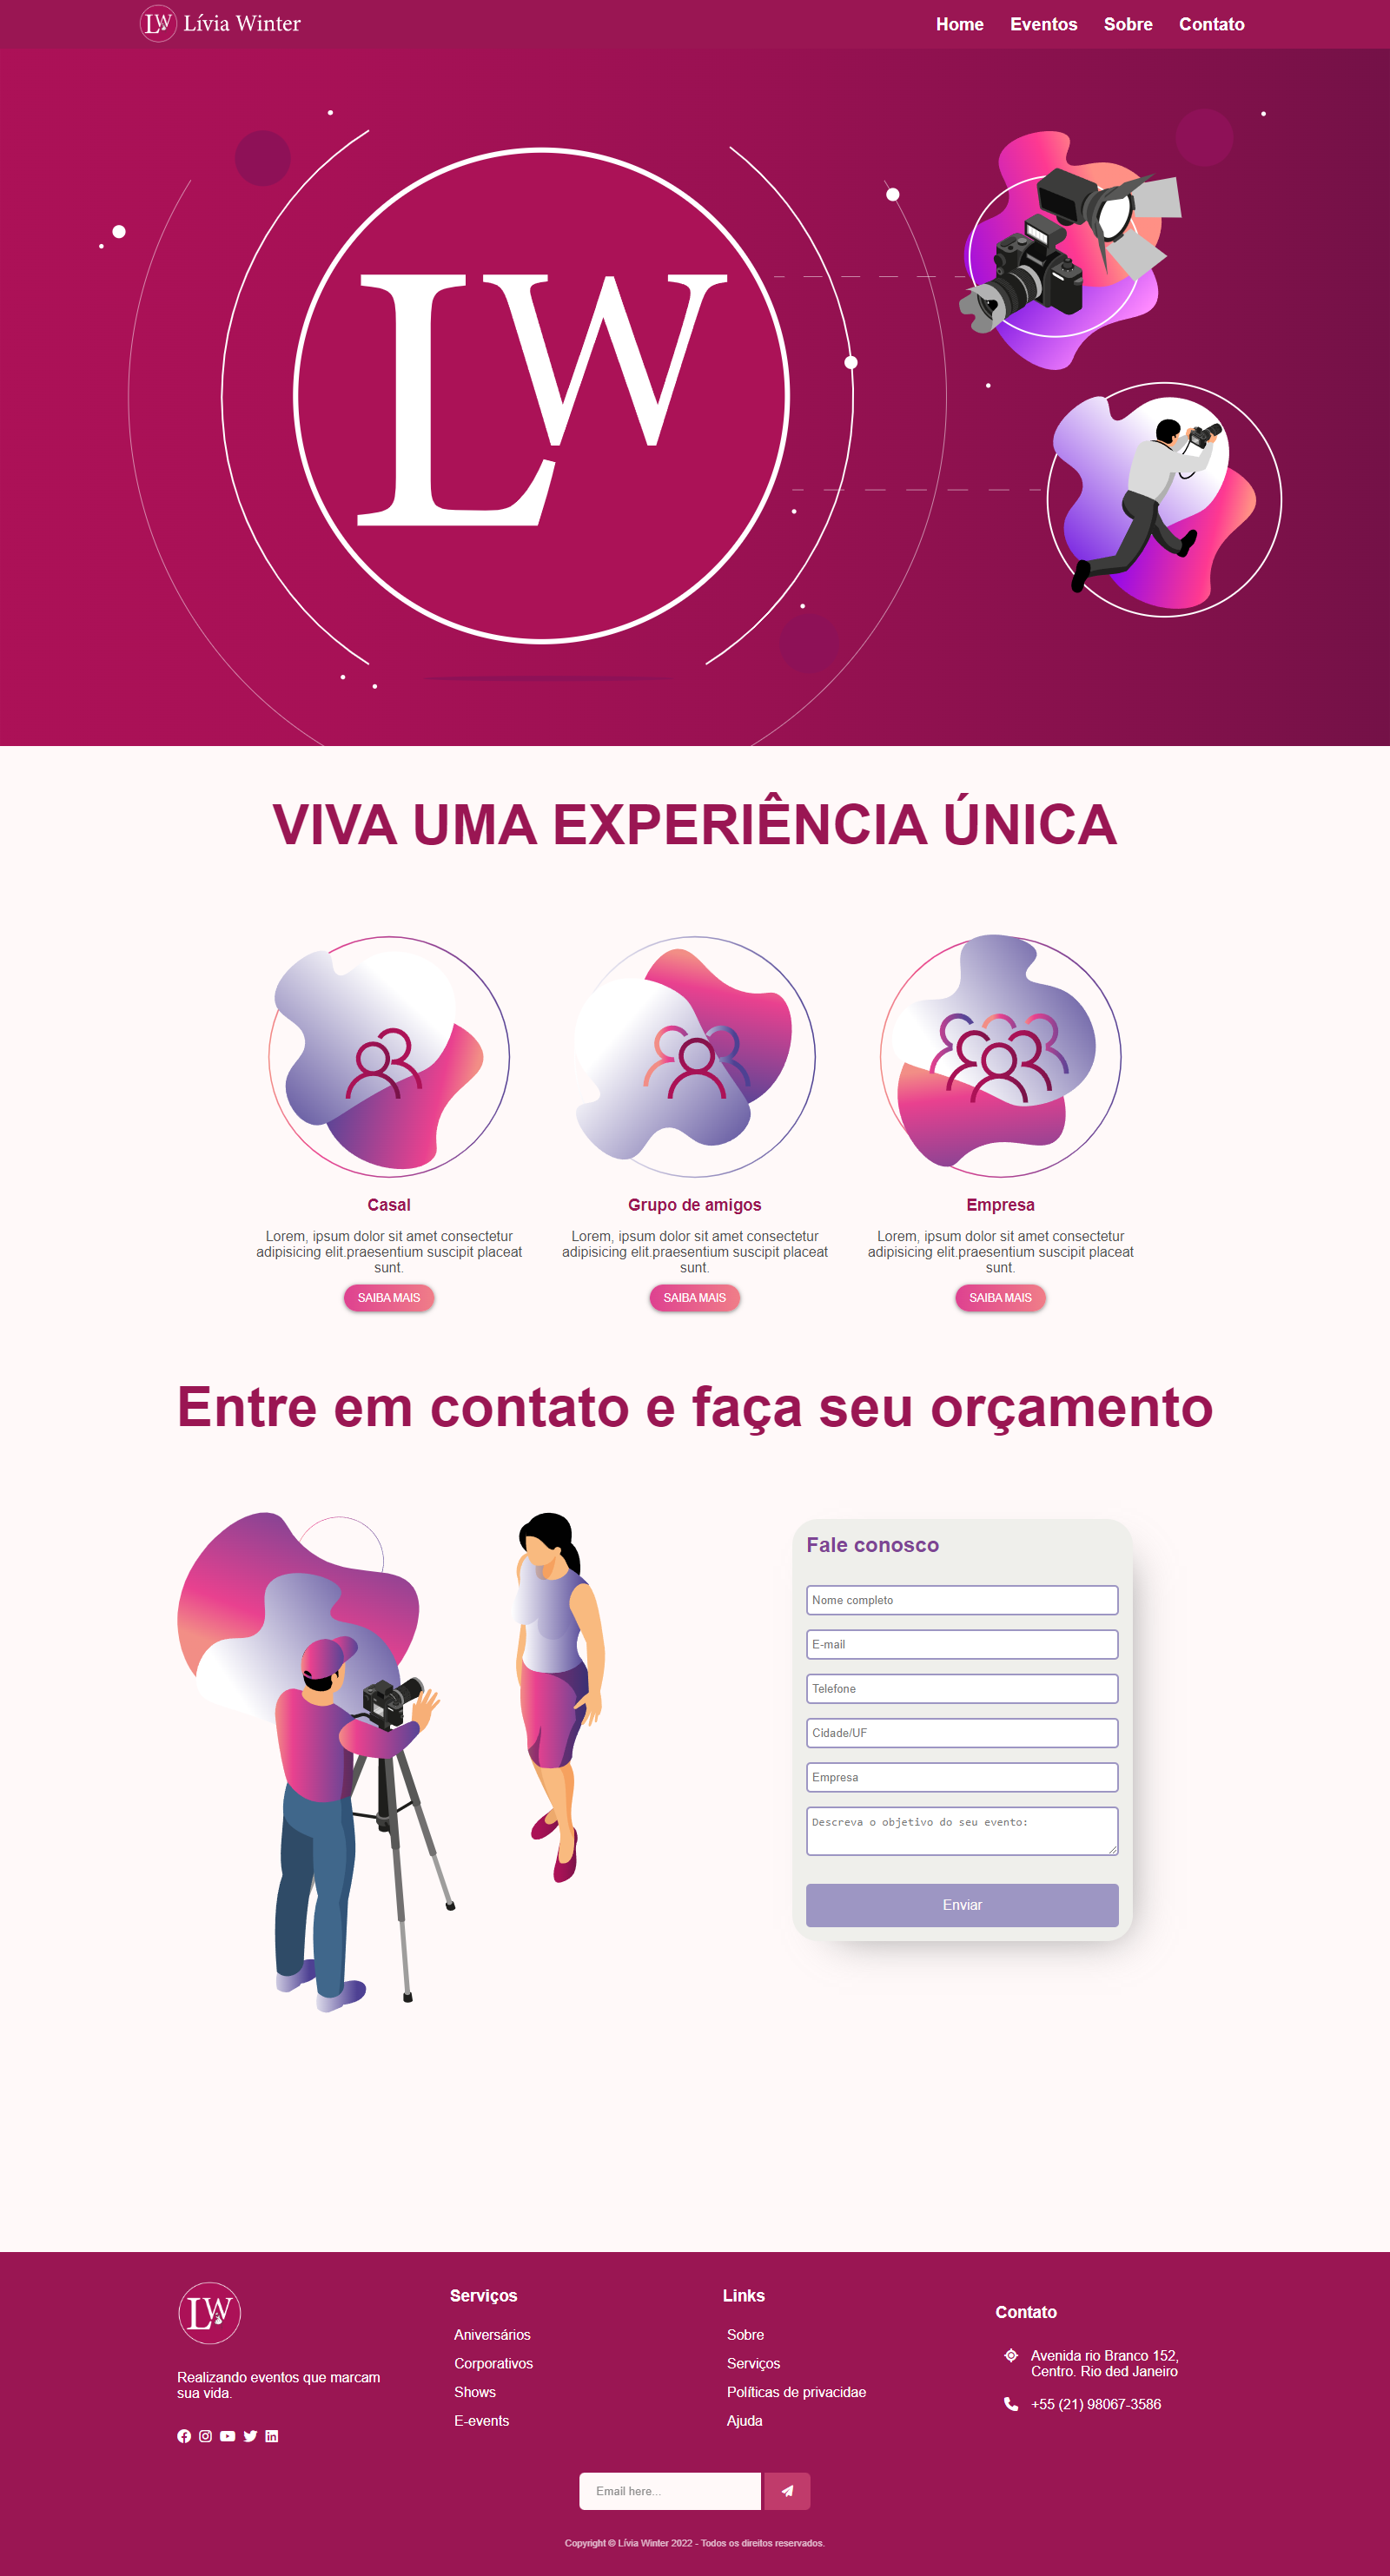 LW Lívia Winter
Home Eventos Sobre Contato
LW
VIVA UMA EXPERIÊNCIA ÚNICA
Casal
Lorem, ipsum dolor sit amet consectetur
adipisicing elit.praesentium suscipit placeat
sunt.
SAIBA MAIS
Grupo de amigos
Lorem, ipsum dolor sit amet consectetur
adipisicing elit.praesentium suscipit placeat
sunt.
SAIBA MAIS
Empresa
Lorem, ipsum dolor sit amet consectetur
adipisicing elit.praesentium suscipit placeat
sunt.
SAIBA MAIS
Entre em contato e faça seu orçamento
Fale conosco
Nome completo
E-mail
Telefone
Cidade/UF
Empresa
Descreva o objetivo do seu evento:
Enviar
LW
Realizando eventos que marcam
sua vida.
Serviços
Aniversários
Corporativos
Shows
E-events
Links
Sobre
Serviços
Políticas de privacidae
Ajuda
Contato
Avenida rio Branco 152,
Centro. Rio ded Janeiro
+55 (21) 98067-3586
Email here...
Copyright © Lívia Winter 2022 - Todos os direitos reservados.